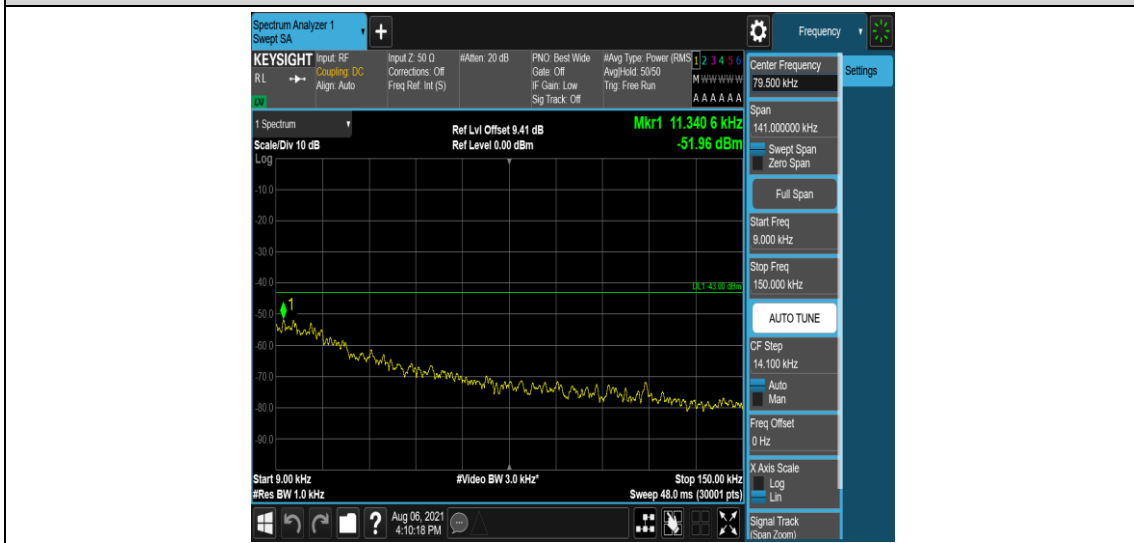 Spectrum Analyzer 1
Swept SA
+
Frequency
KEYSIGHT
Input: RF
Input Z: 50 Ω
#Atten: 20 dB
PNO: Best Wide
#Avg Type: Power (RMS
1 2 3 4 5 6
RL
Coupling: DC
Corrections: Off
Gate: Off
Avg|Hold: 50/50
M W W W W W
Align: Auto
Freq Ref: Int (S)
IF Gain: Low
Trig: Free Run
Sig Track: Off
A A A A A A
Center Frequency
79.500 kHz
Settings
Span
141.000000 kHz
Swept Span
Zero Span
Full Span
Start Freq
9.000 kHz
Stop Freq
150.000 kHz
AUTO TUNE
CF Step
14.100 kHz
Auto
Man
Freq Offset
0 Hz
X Axis Scale
Log
Lin
Signal Track
(Span Zoom)
1 Spectrum
Ref Lvl Offset 9.41 dB
Mkr1 11.340 6 kHz
Scale/Div 10 dB
Ref Level 0.00 dBm
-51.96 dBm
Log
-10.0
-20.0
-30.0
-40.0
DL1 -43.00 dBm
-50.0
1
-60.0
-70.0
-80.0
-90.0
Start 9.00 kHz
#Video BW 3.0 kHz*
Stop 150.00 kHz
#Res BW 1.0 kHz
Sweep 48.0 ms (30001 pts)
?
Aug 06, 2021
4:10:18 PM